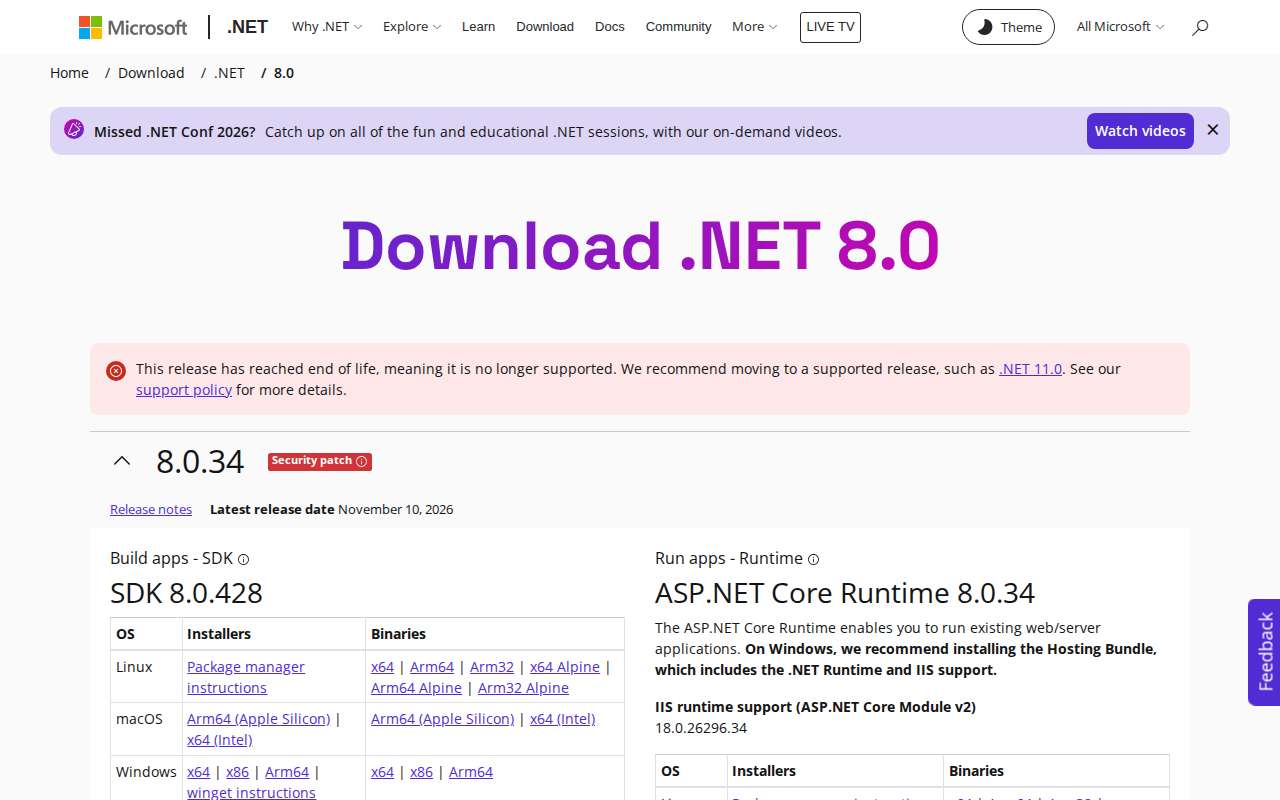 Microsoft .NET Why .NET Explore Learn Download Docs Community More LIVE TV Theme All Microsoft
Home / Download / .NET / 8.0
Missed .NET Conf 2026? Catch up on all of the fun and educational .NET sessions, with our on-demand videos. Watch videos
Download .NET 8.0
This release has reached end of life, meaning it is no longer supported. We recommend moving to a supported release, such as .NET 11.0. See our
support policy for more details.
8.0.34 Security patch
Release notes Latest release date November 10, 2026
Build apps - SDK
SDK 8.0.428
OS Installers Binaries
Linux Package manager instructions x64 | Arm64 | Arm32 | x64 Alpine | Arm64 Alpine | Arm32 Alpine
macOS Arm64 (Apple Silicon) | x64 (Intel) Arm64 (Apple Silicon) | x64 (Intel)
Windows x64 | x86 | Arm64 | winget instructions x64 | x86 | Arm64
Run apps - Runtime
ASP.NET Core Runtime 8.0.34
The ASP.NET Core Runtime enables you to run existing web/server
applications. On Windows, we recommend installing the Hosting Bundle,
which includes the .NET Runtime and IIS support.
IIS runtime support (ASP.NET Core Module v2)
18.0.26296.34
OS Installers Binaries
Feedback